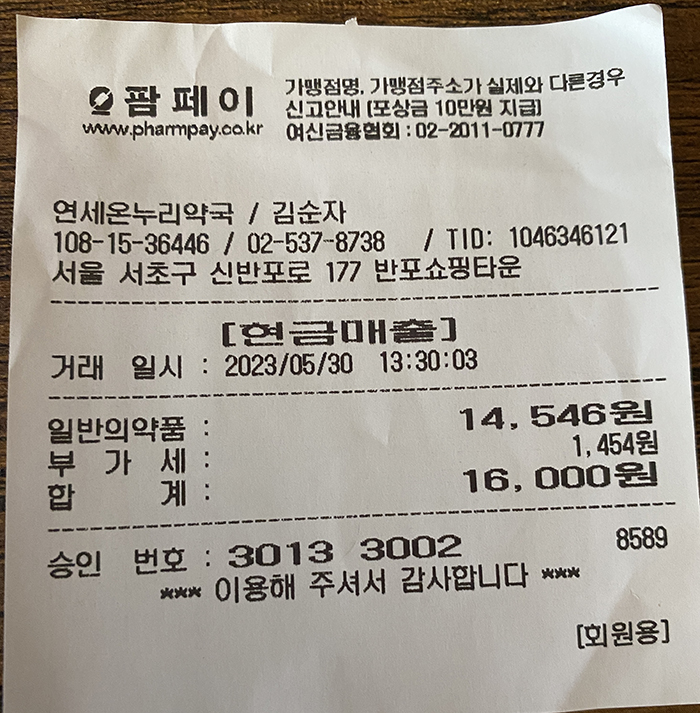 팜페이
www.pharmpay.co.kr
가맹점명, 가맹점주소가 실제와 다른경우
신고안내 (포상금 10만원 지급)
여신금융협회 : 02-2011-0777
연세온누리약국 / 김순자
108-15-36446 / 02-537-8738 / TID: 1046346121
서울 서초구 신반포로 177 반포쇼핑타운
[현금매출]
거래 일시 : 2023/05/30 13:30:03
일반의약품 : 14,546원
부 가 세 : 1,454원
합 계 : 16,000원
승인 번호 : 3013 3002 8589
*** 이용해 주셔서 감사합니다 ***
[회원용]